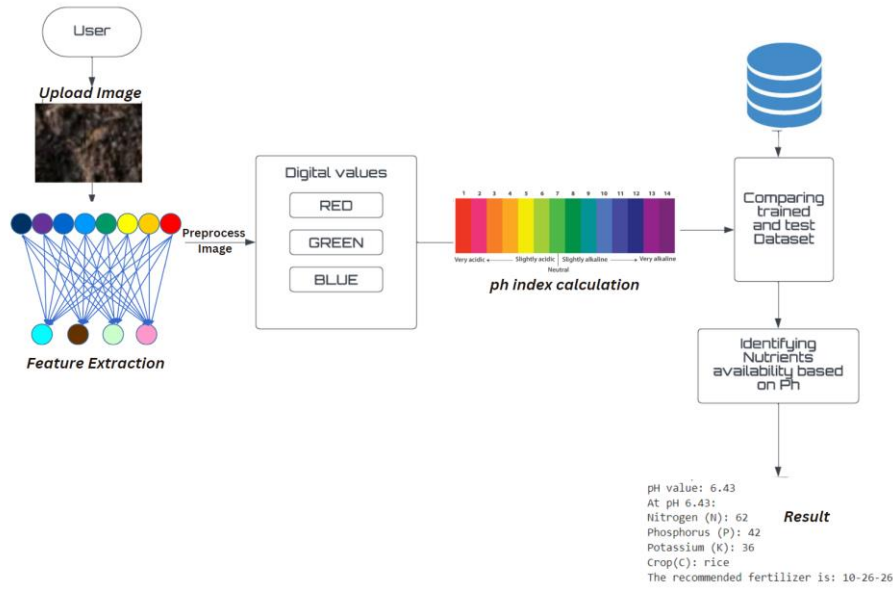 User
Upload Image
Preprocess
Image
Feature Extraction
Digital values
RED
GREEN
BLUE
1 2 3 4 5 6 7 8 9 10 11 12 13 14
Very acidic Slightly acidic Slightly alkaline Very alkaline
Neutral
ph index calculation
Comparing
trained
and test
Dataset
Identifying
Nutrients
availability based
on Ph
Result
pH value: 6.43
At pH 6.43:
Nitrogen (N): 62
Phosphorus (P): 42
Potassium (K): 36
Crop(C): rice
The recommended fertilizer is: 10-26-26